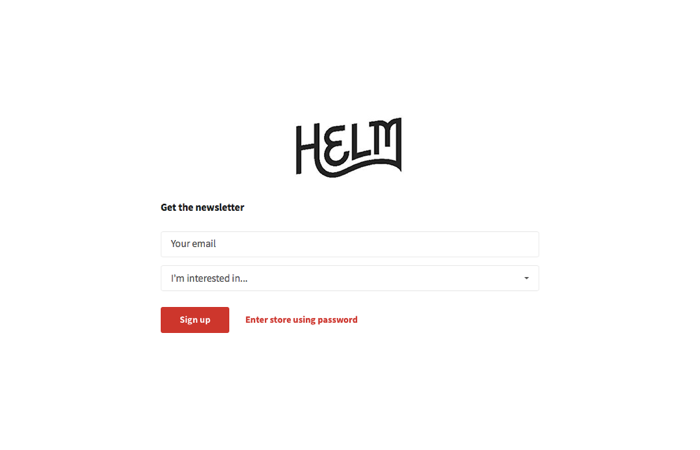 HELM
Get the newsletter
Your email
I'm interested in...
Sign up
Enter store using password